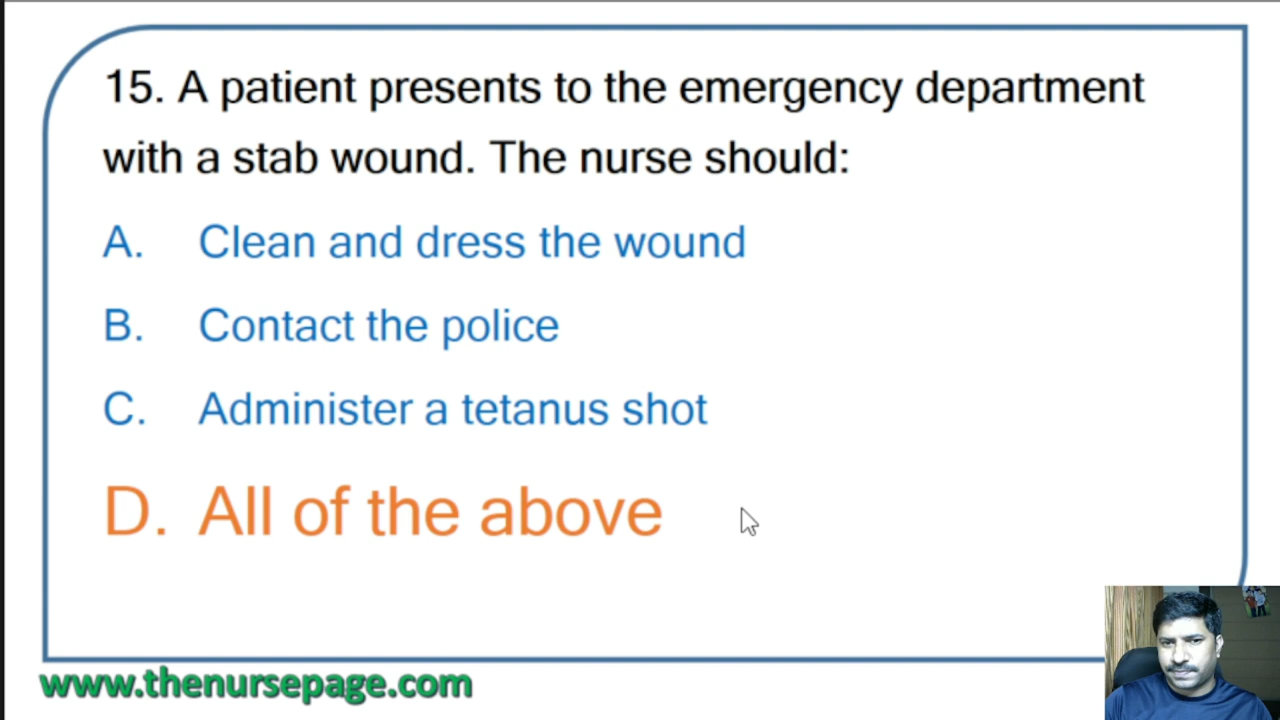 15. A patient presents to the emergency department
with a stab wound. The nurse should:
A. Clean and dress the wound
B. Contact the police
C. Administer a tetanus shot
D. All of the above
www.thenursepage.com